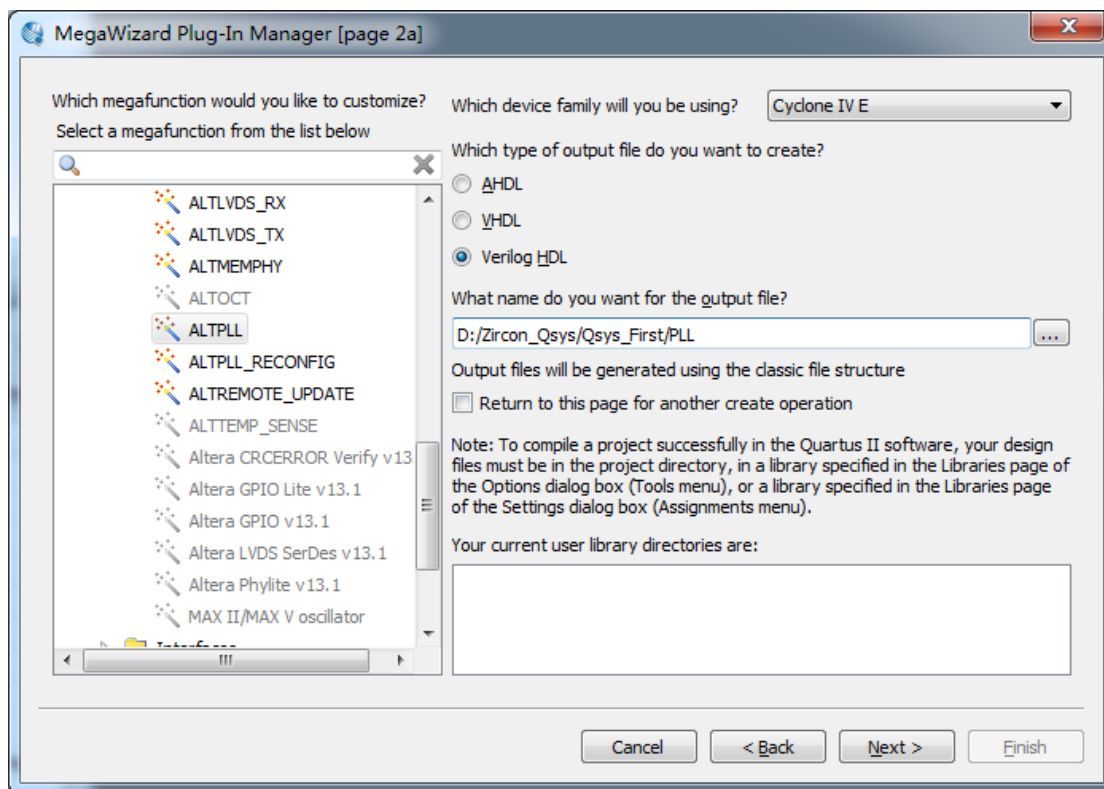 MegaWizard Plug-In Manager [page 2a]
Which megafunction would you like to customize?
Select a megafunction from the list below
ALTLVDS_RX
ALTLVDS_TX
ALTMEMPHY
ALTOCT
ALTPLL
ALTPLL_RECONFIG
ALTREMOTE_UPDATE
ALTTEMP_SENSE
Altera CRCERROR Verify v13
Altera GPIO Lite v13.1
Altera GPIO v13.1
Altera LVDS SerDes v13.1
Altera Phylite v13.1
MAX II/MAX V oscillator
Interfaces
Which device family will you be using?
Cyclone IV E
Which type of output file do you want to create?
AHDL
VHDL
Verilog HDL
What name do you want for the output file?
D:/Zircon_Qsys/Qsys_First/PLL
...
Output files will be generated using the classic file structure
Return to this page for another create operation
Note: To compile a project successfully in the Quartus II software, your design
files must be in the project directory, in a library specified in the Libraries page of
the Options dialog box (Tools menu), or a library specified in the Libraries page
of the Settings dialog box (Assignments menu).
Your current user library directories are:
Cancel
< Back
Next >
Finish